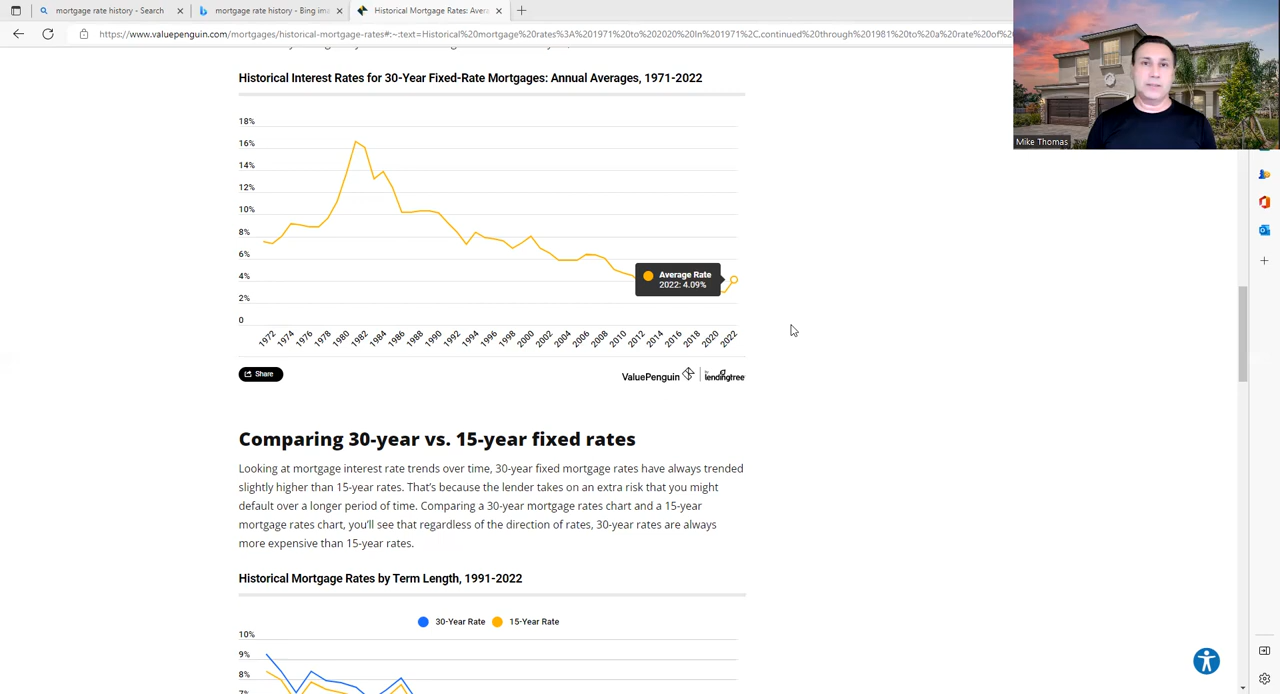 mortgage rate history - Search
mortgage rate history - Bing ima
Historical Mortgage Rates: Avera
https://www.valuepenguin.com/mortgages/historical-mortgage-rates#:~:text=Historical%20mortgage%20rates%3A%201971%20to%202020%20In%201971%2C,continued%20through%201981%20to%20a%20rate%20of%
Mike Thomas
Historical Interest Rates for 30-Year Fixed-Rate Mortgages: Annual Averages, 1971-2022
18%
16%
14%
12%
10%
8%
6%
4%
2%
0
Average Rate
2022: 4.09%
1972 1974 1976 1978 1980 1982 1984 1986 1988 1990 1992 1994 1996 1998 2000 2002 2004 2006 2008 2010 2012 2014 2016 2018 2020 2022
Share
ValuePenguin
lendingtree
Comparing 30-year vs. 15-year fixed rates
Looking at mortgage interest rate trends over time, 30-year fixed mortgage rates have always trended
slightly higher than 15-year rates. That's because the lender takes on an extra risk that you might
default over a longer period of time. Comparing a 30-year mortgage rates chart and a 15-year
mortgage rates chart, you'll see that regardless of the direction of rates, 30-year rates are always
more expensive than 15-year rates.
Historical Mortgage Rates by Term Length, 1991-2022
30-Year Rate 15-Year Rate
10%
9%
8%
7%